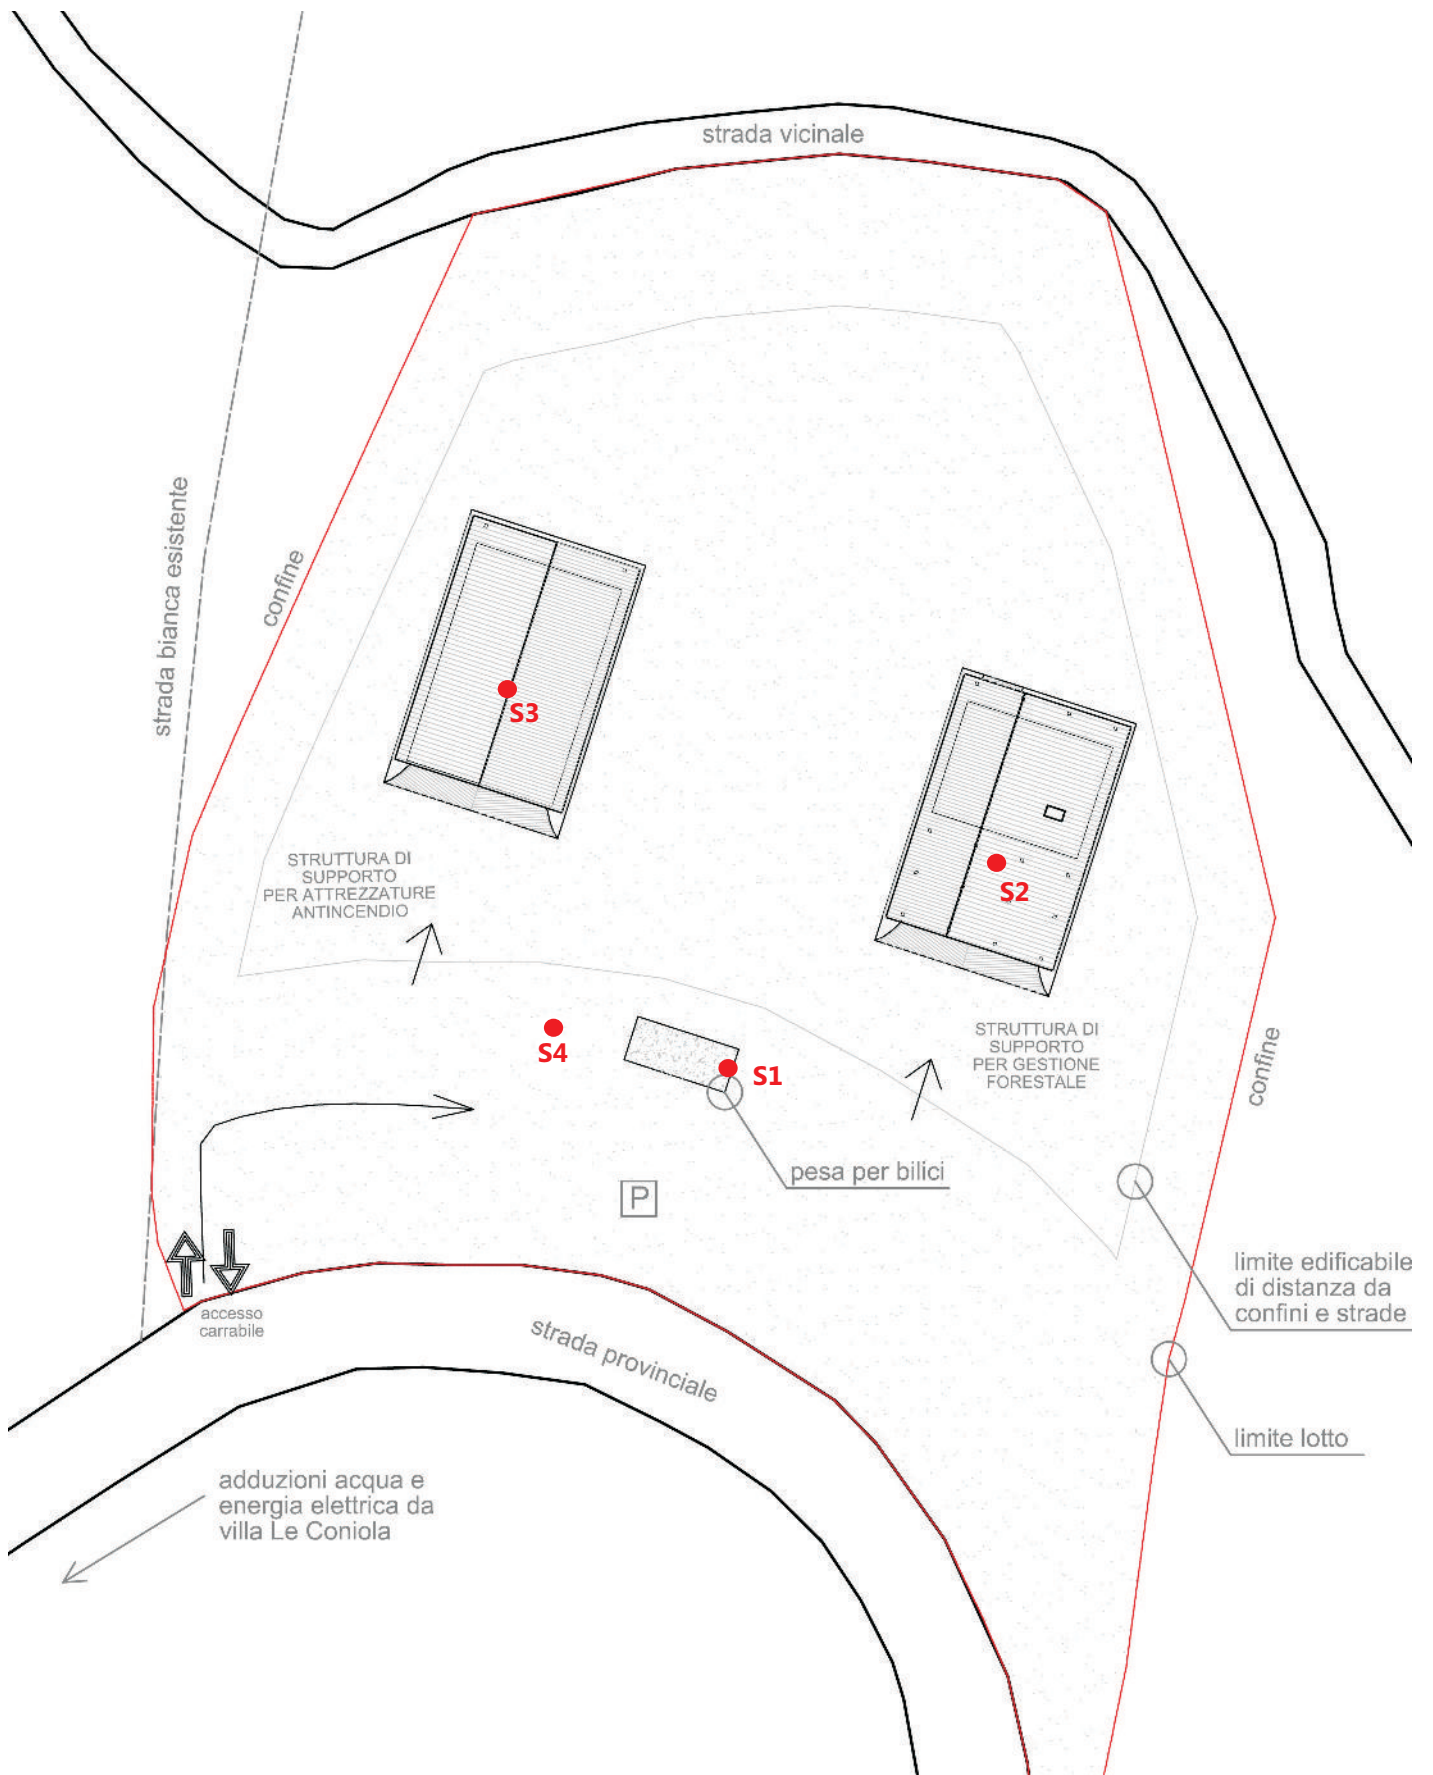 strada vicinale
strada bianca esistente
confine
S3
S2
STRUTTURA DI
SUPPORTO
PER ATTREZZATURE
ANTINCENDIO
S4
S1
STRUTTURA DI
SUPPORTO
PER GESTIONE
FORESTALE
confine
pesa per bilici
P
limite edificabile
di distanza da
confini e strade
accesso
carrabile
strada provinciale
limite lotto
adduzioni acqua e
energia elettrica da
villa Le Coniola